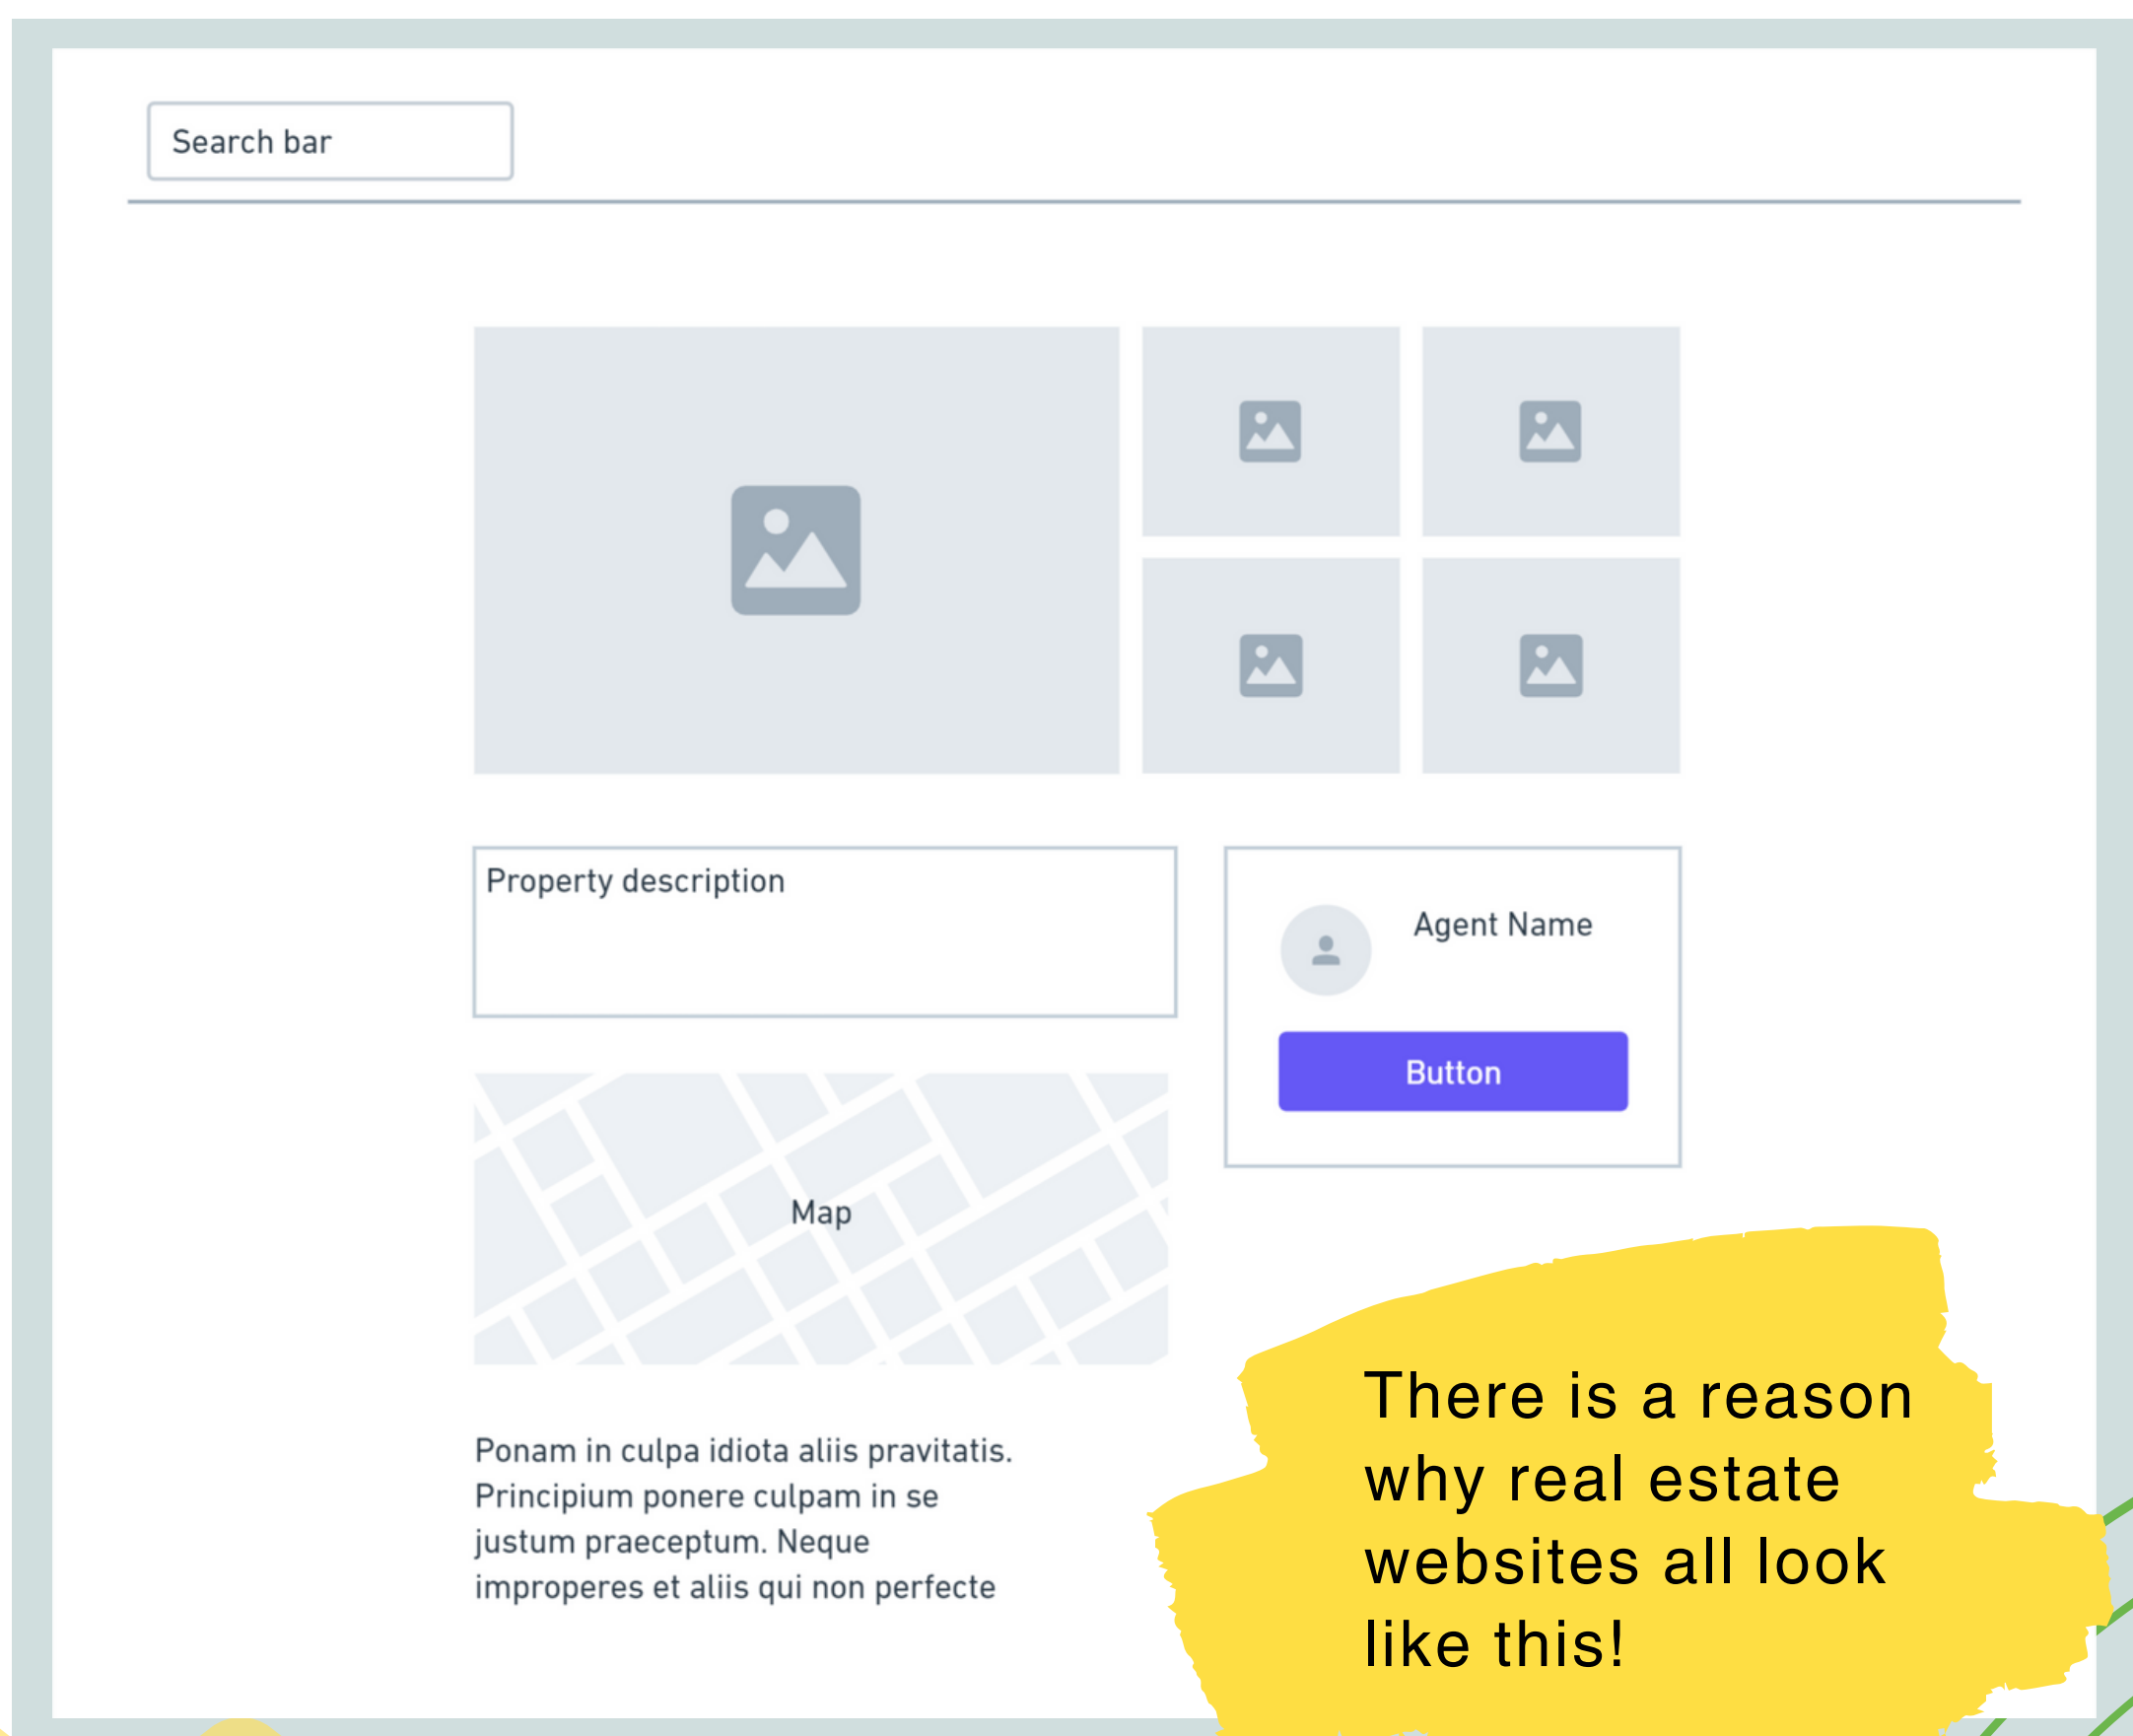 Search bar
Property description
Agent Name
Button
Map
Ponam in culpa idiota aliis pravitatis.
Principium ponere culpam in se
justum praeceptum. Neque
improperes et aliis qui non perfecte
There is a reason
why real estate
websites all look
like this!